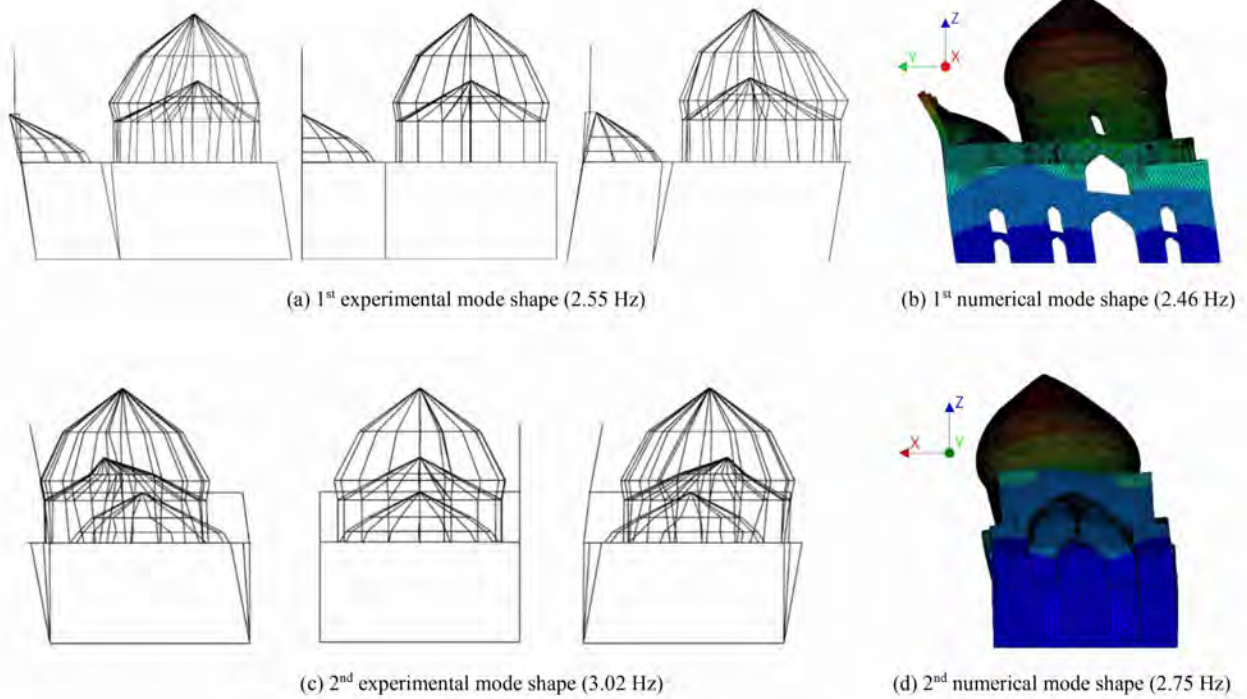 Z
Y
X
(a) 1st experimental mode shape (2.55 Hz)
(b) 1st numerical mode shape (2.46 Hz)
Z
X
Y
(c) 2nd experimental mode shape (3.02 Hz)
(d) 2nd numerical mode shape (2.75 Hz)